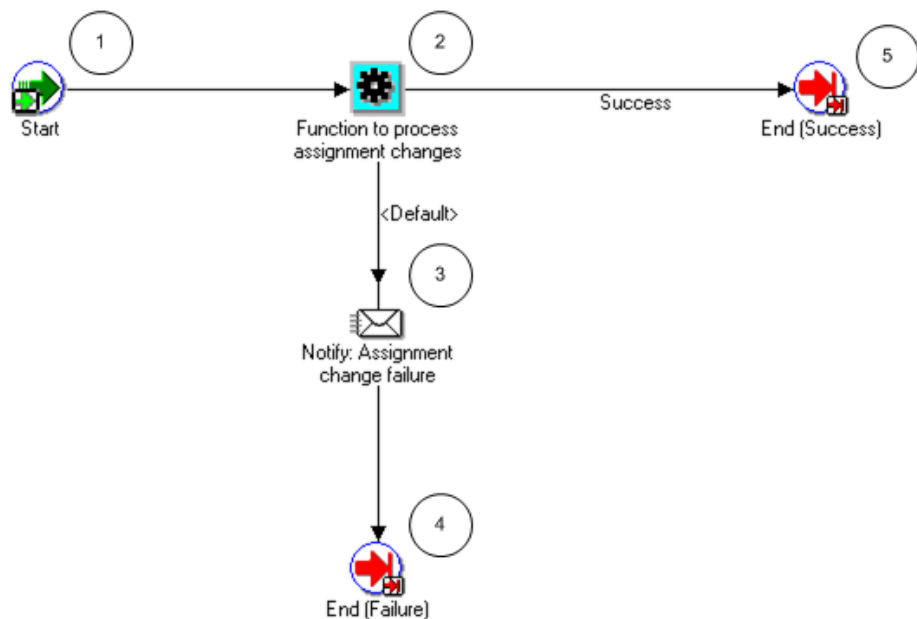 1
2
5
Start
Function to process
assignment changes
Success
End (Success)
<Default>
3
Notify: Assignment
change failure
4
End (Failure)